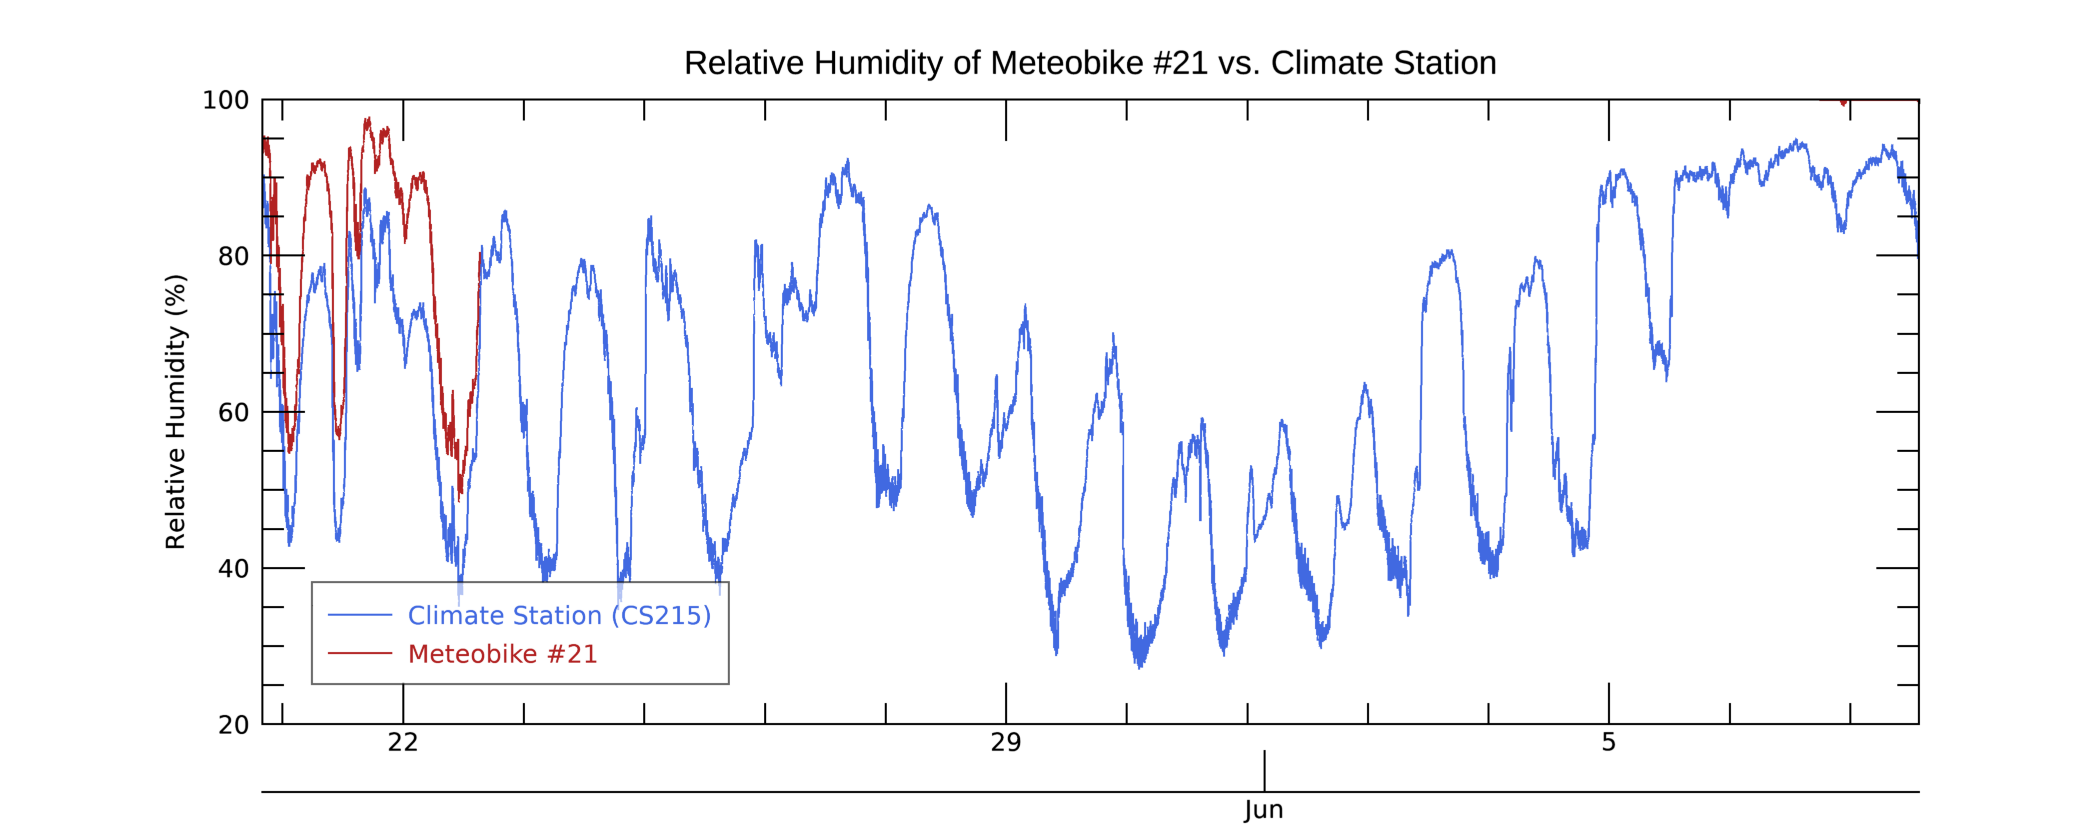 Relative Humidity of Meteobike #21 vs. Climate Station
100
80
60
40
20
Relative Humidity (%)
Climate Station (CS215)
Meteobike #21
22
29
5
Jun